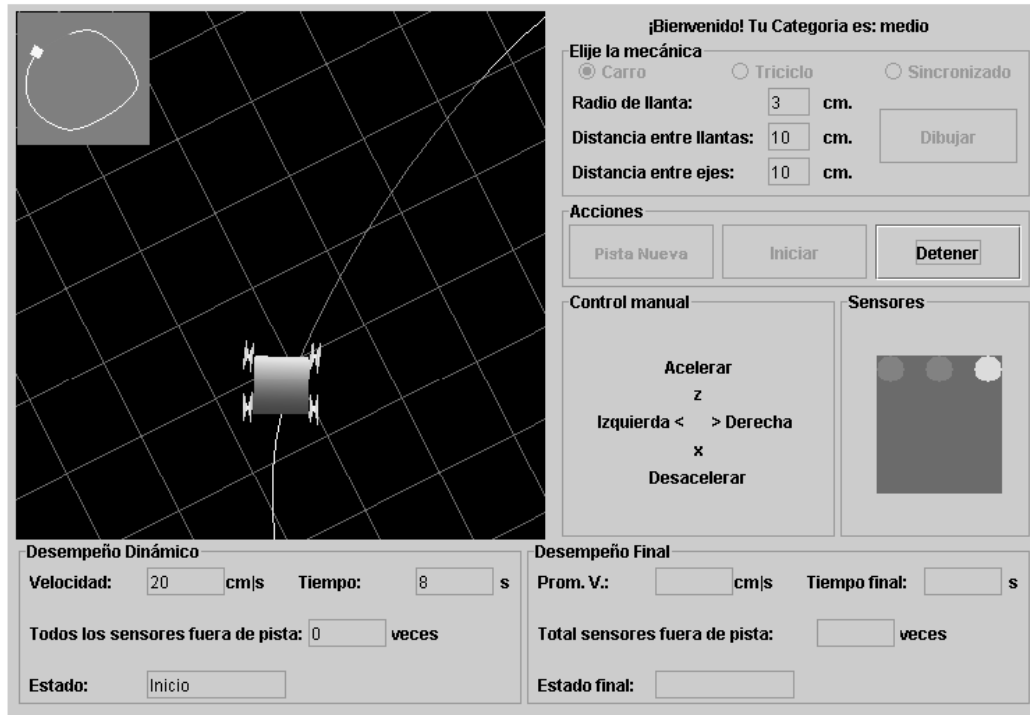 ¡Bienvenido! Tu Categoria es: medio
Elije la mecánica
Carro Triciclo Sincronizado
Radio de llanta: 3 cm.
Distancia entre llantas: 10 cm.
Dibujar
Distancia entre ejes: 10 cm.
Acciones
Pista Nueva Iniciar Detener
Control manual
Acelerar
z
Izquierda < > Derecha
x
Desacelerar
Sensores
Desempeño Dinámico
Velocidad: 20 cm|s Tiempo: 8 s
Todos los sensores fuera de pista: 0 veces
Estado: Inicio
Desempeño Final
Prom. V.: cm|s Tiempo final: s
Total sensores fuera de pista: veces
Estado final: